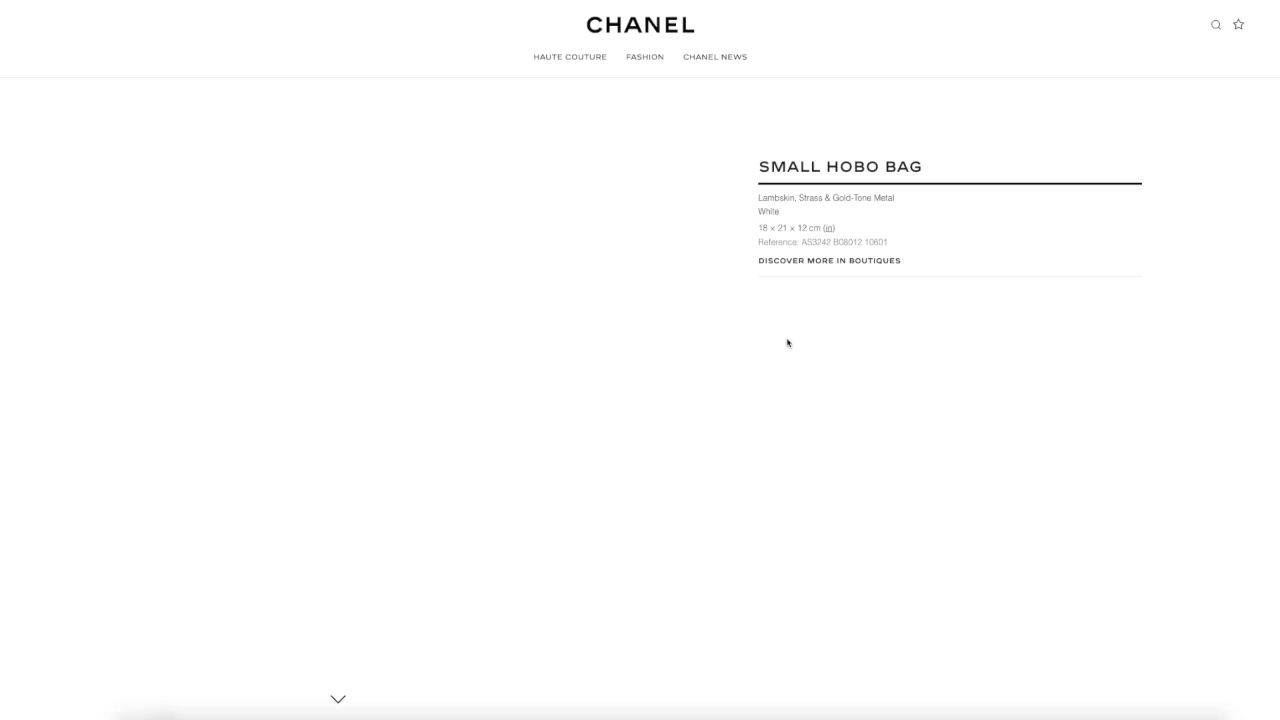 CHANEL
HAUTE COUTURE FASHION CHANEL NEWS
SMALL HOBO BAG
Lambskin, Strass & Gold-Tone Metal
White
18 × 21 × 12 cm (in)
Reference: AS3242 B08012 10601
DISCOVER MORE IN BOUTIQUES